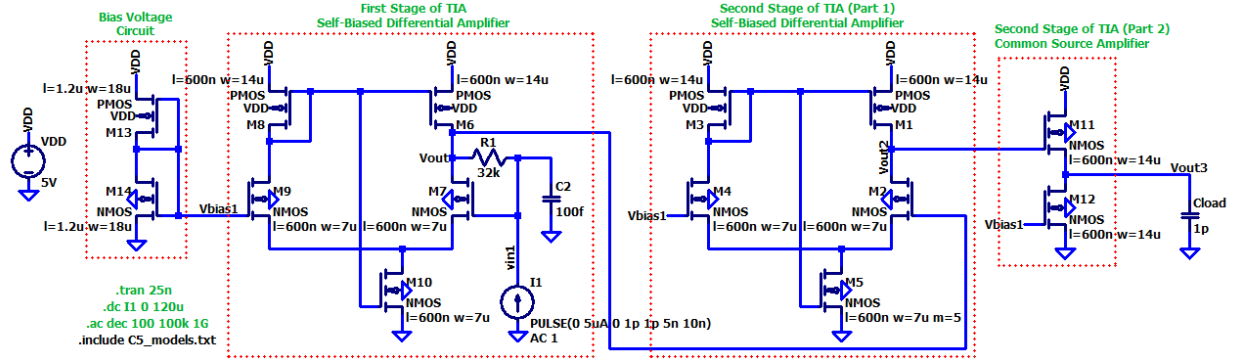 Bias Voltage
Circuit
VDD
l=1.2u w=18u
PMOS
VDD
M13
VDD
VDD
5V
M14
NMOS
l=1.2u w=18u
Vbias1
.tran 25n
.dc I1 0 120u
.ac dec 100 100k 1G
.include C5_models.txt
First Stage of TIA
Self-Biased Differential Amplifier
VDD
l=600n w=14u
PMOS
VDD
M8
VDD
l=600n w=14u
PMOS
VDD
M6
Vout
R1
32k
M9
NMOS
l=600n w=7u
M7
NMOS
l=600n w=7u
C2
100f
vin1
M10
NMOS
l=600n w=7u
I1
PULSE(0 5uA 0 1p 1p 5n 10n)
AC 1
Second Stage of TIA (Part 1)
Self-Biased Differential Amplifier
VDD
l=600n w=14u
PMOS
VDD
M3
VDD
l=600n w=14u
PMOS
VDD
M1
Vout2
M4
NMOS
Vbias1
l=600n w=7u
M2
NMOS
l=600n w=7u
M5
NMOS
l=600n w=7u m=5
Second Stage of TIA (Part 2)
Common Source Amplifier
VDD
M11
NMOS
l=600n w=14u
Vout3
M12
NMOS
Vbias1
l=600n w=14u
Cload
1p